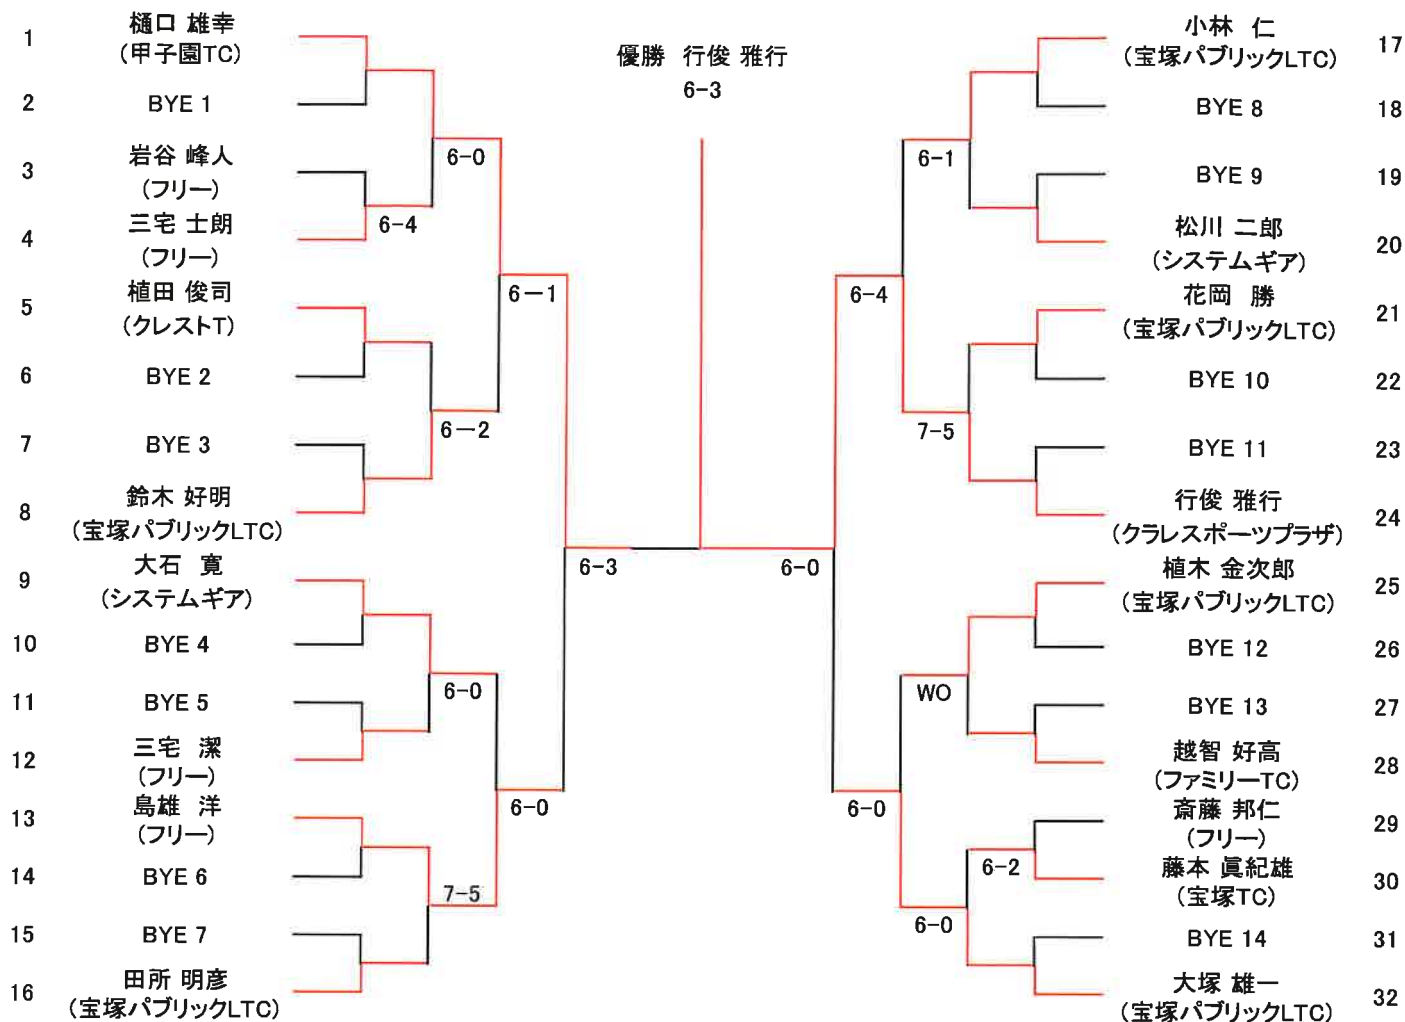 優勝 行俊 雅行
6-3
1 樋口 雄幸
(甲子園TC)
2 BYE 1
3 岩谷 峰人
(フリー)
4 三宅 士朗
(フリー)
5 植田 俊司
(クレストT)
6 BYE 2
7 BYE 3
8 鈴木 好明
(宝塚パブリックLTC)
9 大石 寛
(システムギア)
10 BYE 4
11 BYE 5
12 三宅 潔
(フリー)
13 島雄 洋
(フリー)
14 BYE 6
15 BYE 7
16 田所 明彦
(宝塚パブリックLTC)
6-4
6-0
6-2
6-0
7-5
6-1
6-0
6-3
小林 仁 17
(宝塚パブリックLTC)
BYE 8 18
BYE 9 19
松川 二郎 20
(システムギア)
花岡 勝 21
(宝塚パブリックLTC)
BYE 10 22
BYE 11 23
行俊 雅行 24
(クラレスポーツプラザ)
植木 金次郎 25
(宝塚パブリックLTC)
BYE 12 26
BYE 13 27
越智 好高 28
(ファミリーTC)
斎藤 邦仁 29
(フリー)
藤本 眞紀雄 30
(宝塚TC)
BYE 14 31
大塚 雄一 32
(宝塚パブリックLTC)
6-2
6-1
7-5
WO
6-0
6-4
6-0
6-0